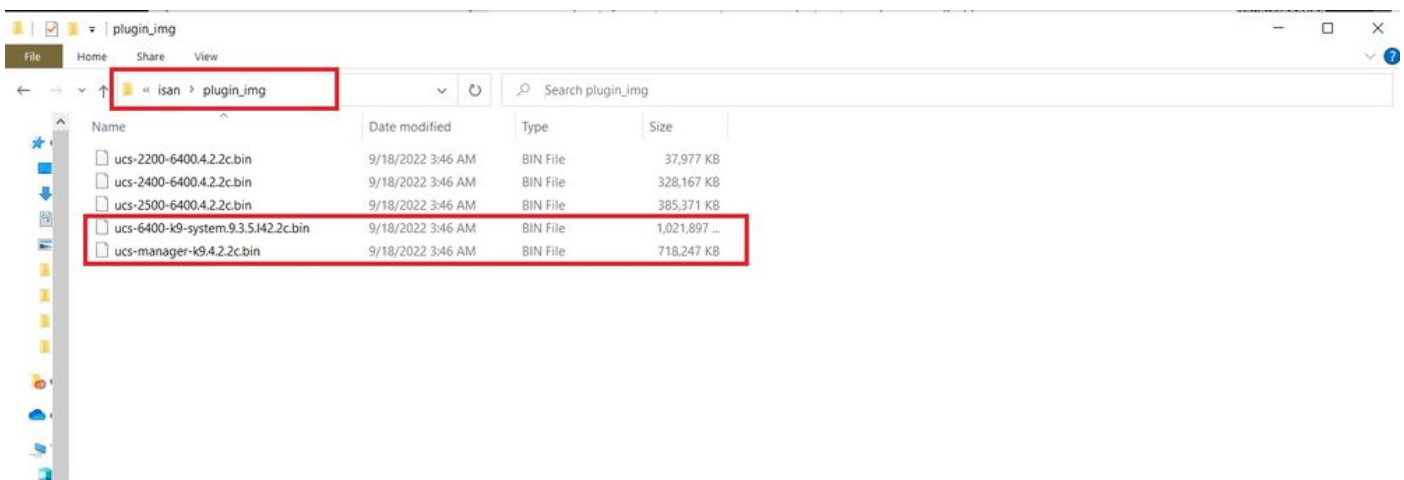 plugin_img
File Home Share View
« isan > plugin_img
Search plugin_img
Name Date modified Type Size
ucs-2200-6400.4.2.2c.bin 9/18/2022 3:46 AM BIN File 37,977 KB
ucs-2400-6400.4.2.2c.bin 9/18/2022 3:46 AM BIN File 328,167 KB
ucs-2500-6400.4.2.2c.bin 9/18/2022 3:46 AM BIN File 385,371 KB
ucs-6400-k9-system.9.3.5.I42.2c.bin 9/18/2022 3:46 AM BIN File 1,021,897 ...
ucs-manager-k9.4.2.2c.bin 9/18/2022 3:46 AM BIN File 718,247 KB